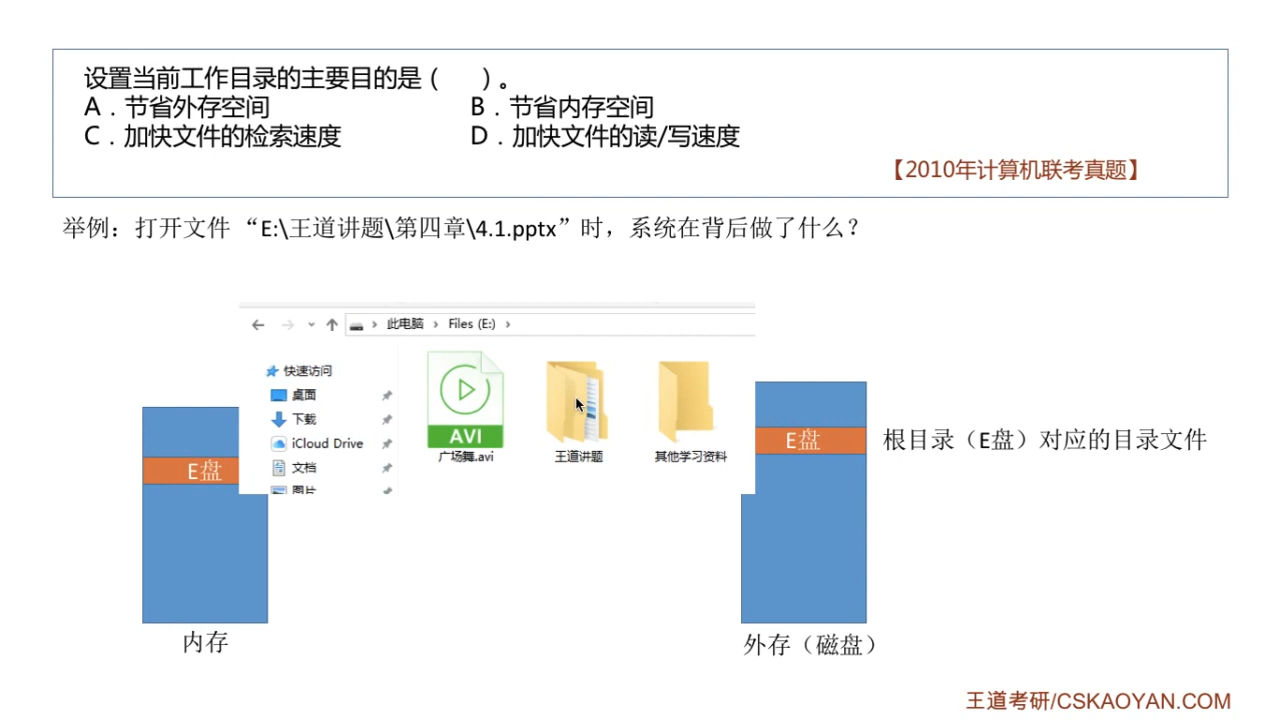 设置当前工作目录的主要目的是（  ）。
A．节省外存空间 B．节省内存空间
C．加快文件的检索速度 D．加快文件的读/写速度
【2010年计算机联考真题】
举例：打开文件“E:\王道讲题\第四章\4.1.pptx”时，系统在背后做了什么？
此电脑 Files (E:)
快速访问
桌面
下载
iCloud Drive
文档
图片
AVI
广场舞.avi 王道讲题 其他学习资料
E盘
E盘
根目录（E盘）对应的目录文件
内存
外存（磁盘）
王道考研/CSKAOYAN.COM